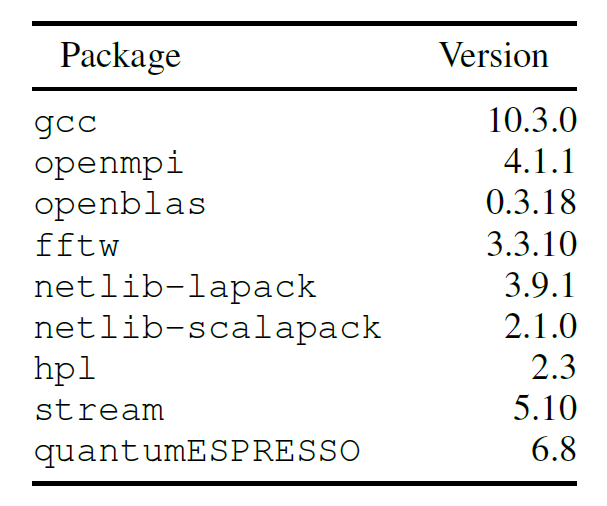 Package Version
gcc 10.3.0
openmpi 4.1.1
openblas 0.3.18
fftw 3.3.10
netlib-lapack 3.9.1
netlib-scalapack 2.1.0
hpl 2.3
stream 5.10
quantumESPRESSO 6.8